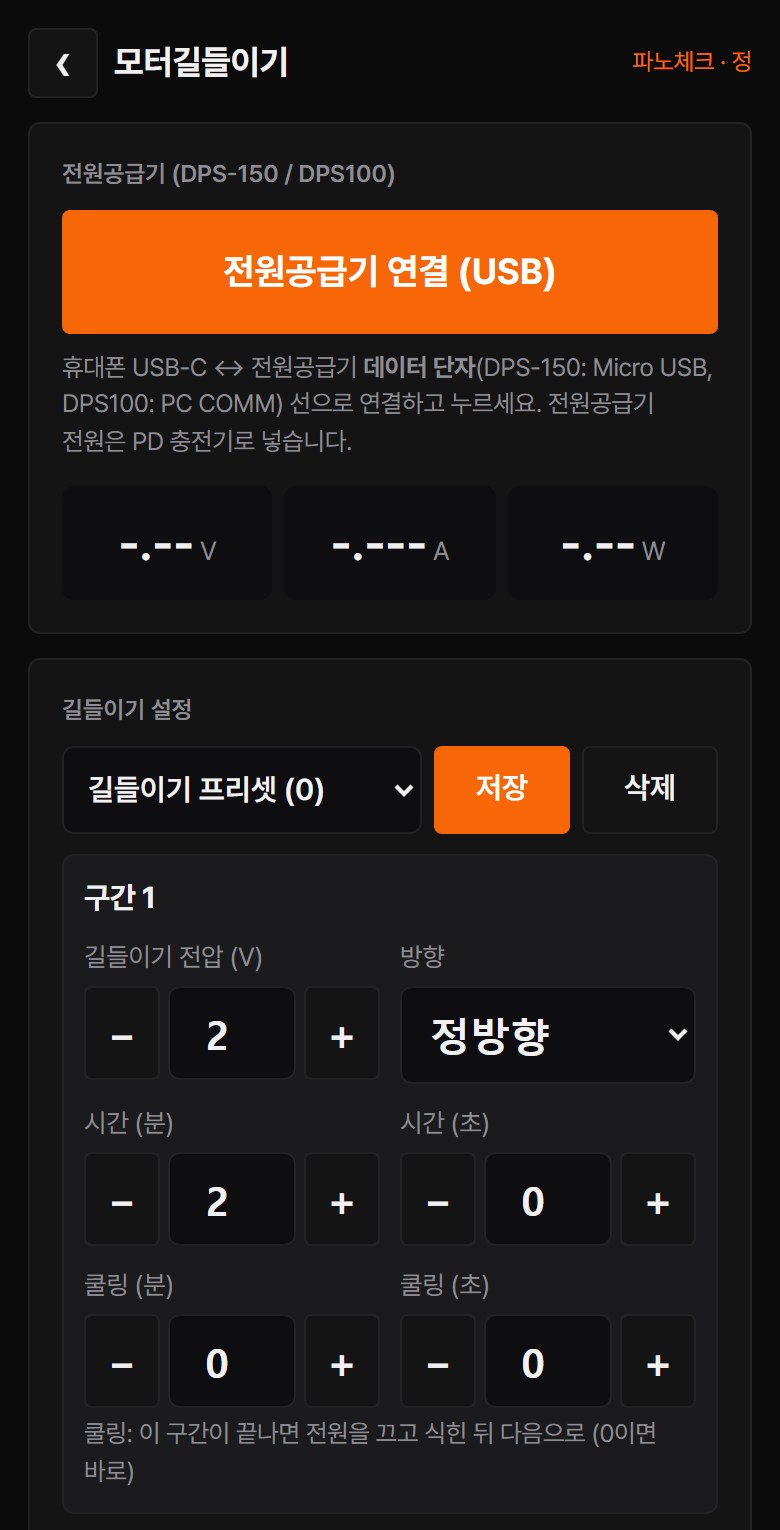 ‹ 모터길들이기 파노체크 · 정
전원공급기 (DPS-150 / DPS100)
전원공급기 연결 (USB)
휴대폰 USB-C ↔ 전원공급기 데이터 단자(DPS-150: Micro USB,
DPS100: PC COMM) 선으로 연결하고 누르세요. 전원공급기
전원은 PD 충전기로 넣습니다.
-.-- V -.--- A -.-- W
길들이기 설정
길들이기 프리셋 (0) 저장 삭제
구간 1
길들이기 전압 (V) 방향
− 2 + 정방향
시간 (분) 시간 (초)
− 2 + − 0 +
쿨링 (분) 쿨링 (초)
− 0 + − 0 +
쿨링: 이 구간이 끝나면 전원을 끄고 식힌 뒤 다음으로 (0이면
바로)